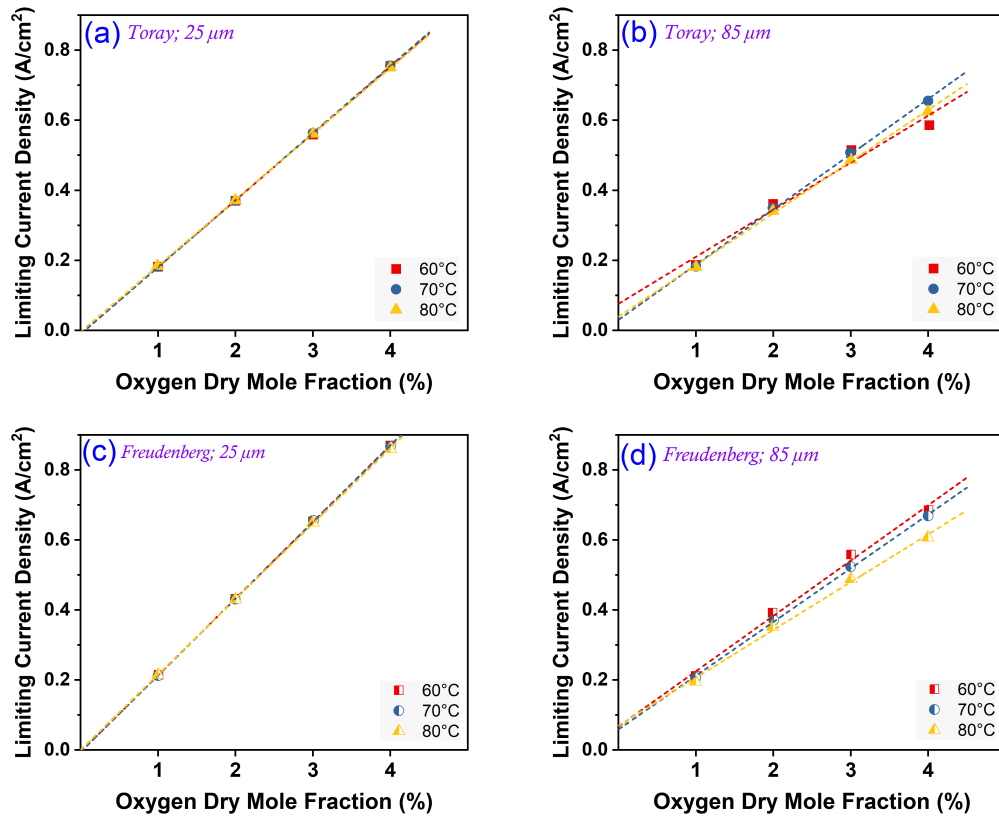 (a) Toray; 25 µm
Limiting Current Density (A/cm²)
0.8
0.6
0.4
0.2
0.0
60°C
70°C
80°C
1 2 3 4
Oxygen Dry Mole Fraction (%)
(b) Toray; 85 µm
Limiting Current Density (A/cm²)
0.8
0.6
0.4
0.2
0.0
60°C
70°C
80°C
1 2 3 4
Oxygen Dry Mole Fraction (%)
(c) Freudenberg; 25 µm
Limiting Current Density (A/cm²)
0.8
0.6
0.4
0.2
0.0
60°C
70°C
80°C
1 2 3 4
Oxygen Dry Mole Fraction (%)
(d) Freudenberg; 85 µm
Limiting Current Density (A/cm²)
0.8
0.6
0.4
0.2
0.0
60°C
70°C
80°C
1 2 3 4
Oxygen Dry Mole Fraction (%)